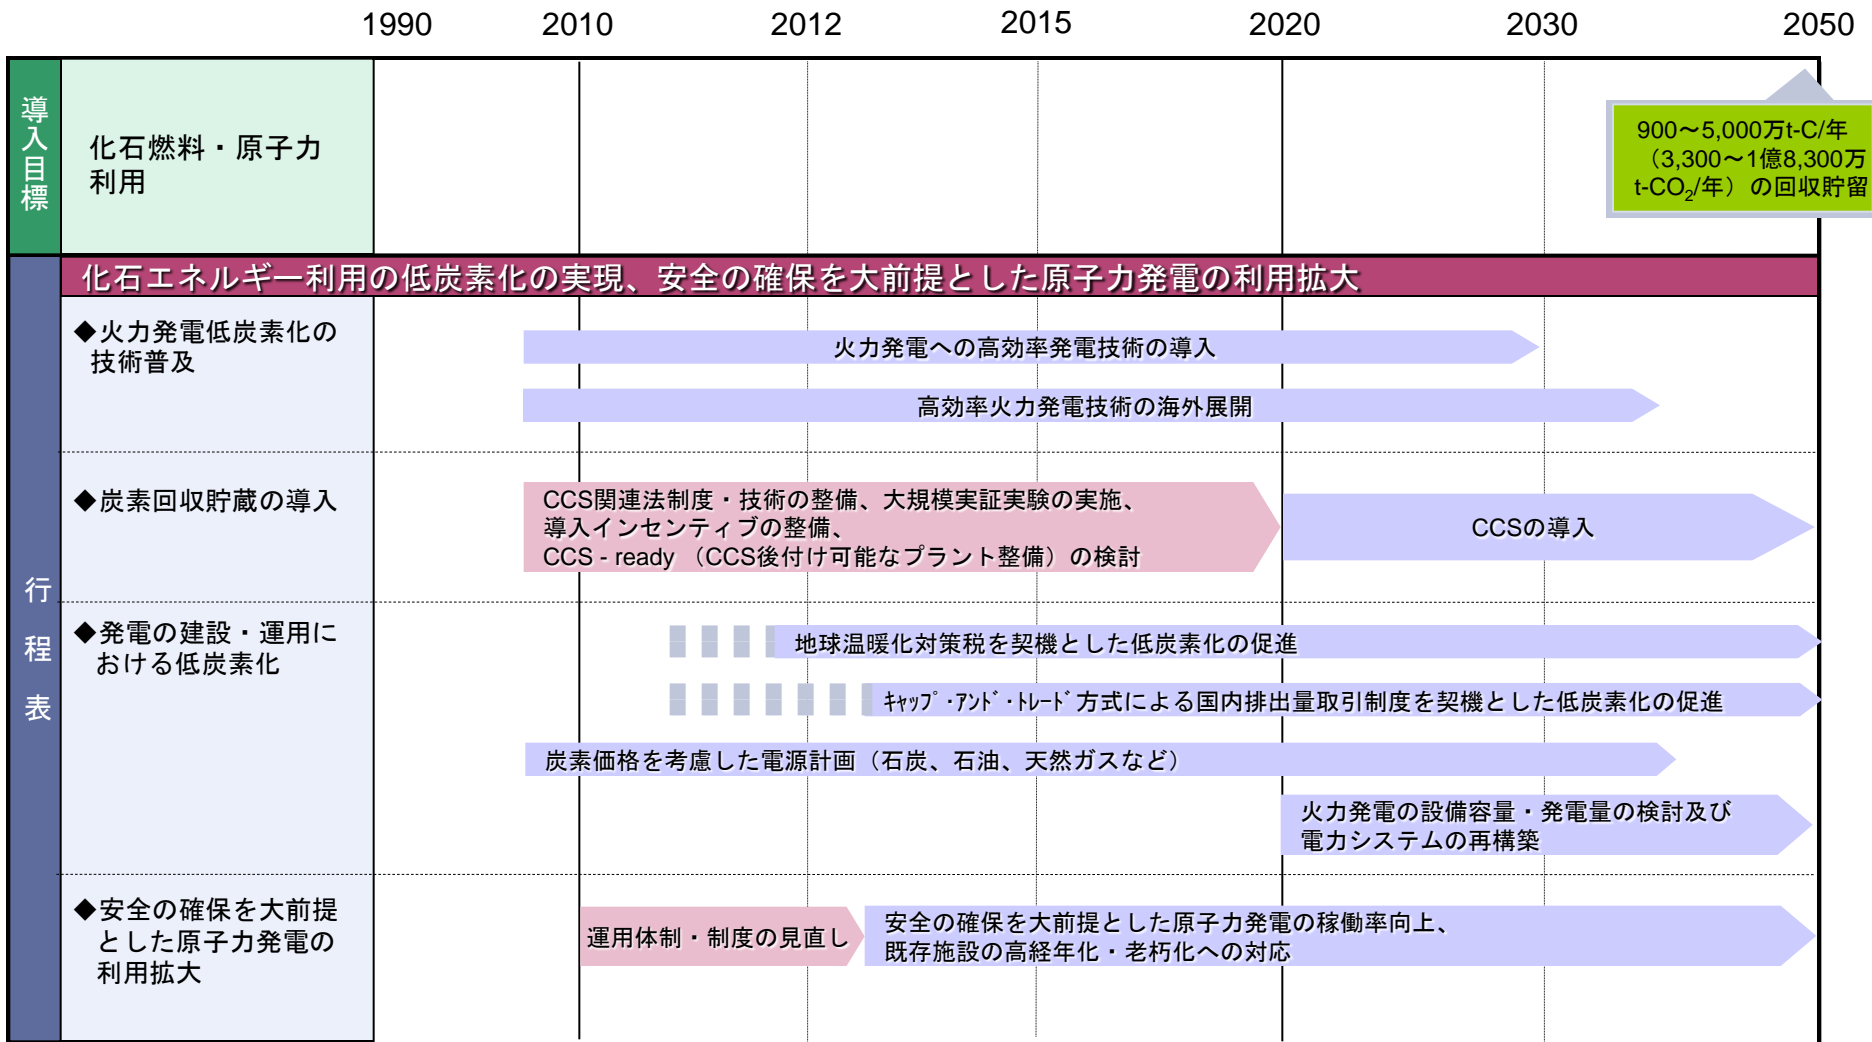 1990 2010 2012 2015 2020 2030 2050
導入目標
化石燃料・原子力
利用
900～5,000万t-C/年
（3,300～1億8,300万
t-CO2/年）の回収貯留
行程表
化石エネルギー利用の低炭素化の実現、安全の確保を大前提とした原子力発電の利用拡大
◆火力発電低炭素化の
技術普及
火力発電への高効率発電技術の導入
高効率火力発電技術の海外展開
◆炭素回収貯蔵の導入
CCS関連法制度・技術の整備、大規模実証実験の実施、
導入インセンティブの整備、
CCS - ready （CCS後付け可能なプラント整備）の検討
CCSの導入
◆発電の建設・運用に
おける低炭素化
地球温暖化対策税を契機とした低炭素化の促進
ｷｬｯﾌﾟ・ｱﾝﾄﾞ・ﾄﾚｰﾄﾞ方式による国内排出量取引制度を契機とした低炭素化の促進
炭素価格を考慮した電源計画（石炭、石油、天然ガスなど）
火力発電の設備容量・発電量の検討及び
電力システムの再構築
◆安全の確保を大前提
とした原子力発電の
利用拡大
運用体制・制度の見直し
安全の確保を大前提とした原子力発電の稼働率向上、
既存施設の高経年化・老朽化への対応